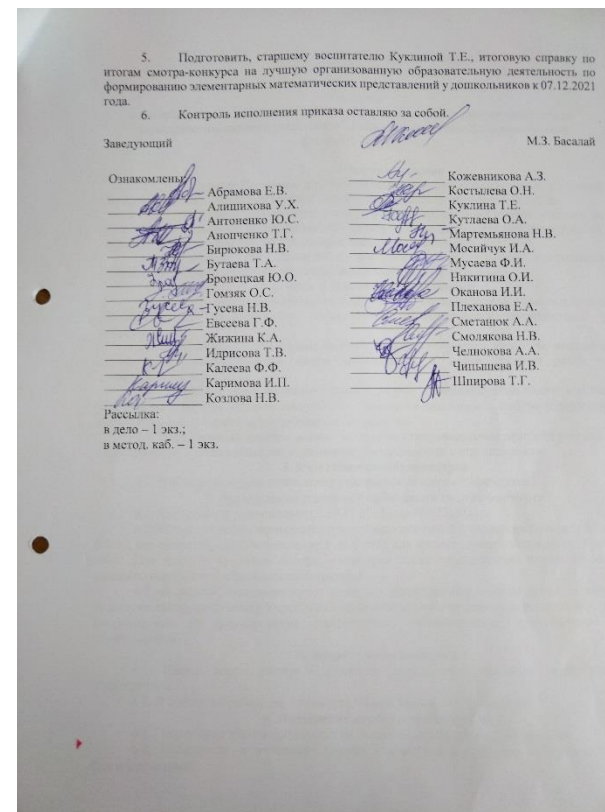 5. Подготовить, старшему воспитателю Куклиной Т.Е., итоговую справку по
итогам смотра-конкурса на лучшую организованную образовательную деятельность по
формированию элементарных математических представлений у дошкольников к 07.12.2021
года.
6. Контроль исполнения приказа оставляю за собой.
Заведующий М.З. Басалай
Ознакомлены:
Абрамова Е.В.
Алишихова У.Х.
Антоненко Ю.С.
Анопченко Т.Г.
Бирюкова Н.В.
Бутаева Т.А.
Бронецкая Ю.О.
Гомзяк О.С.
Гусева Н.В.
Евсеева Г.Ф.
Жижина К.А.
Идрисова Т.В.
Калеева Ф.Ф.
Каримова И.П.
Козлова Н.В.
Кожевникова А.З.
Костылева О.Н.
Куклина Т.Е.
Кутлаева О.А.
Мартемьянова Н.В.
Мосийчук И.А.
Мусаева Ф.И.
Никитина О.И.
Оканова И.И.
Плеханова Е.А.
Сметанюк А.А.
Смолякова Н.В.
Челнокова А.А.
Чипышева И.В.
Шпирова Т.Г.
Рассылка:
в дело – 1 экз.;
в метод. каб. – 1 экз.